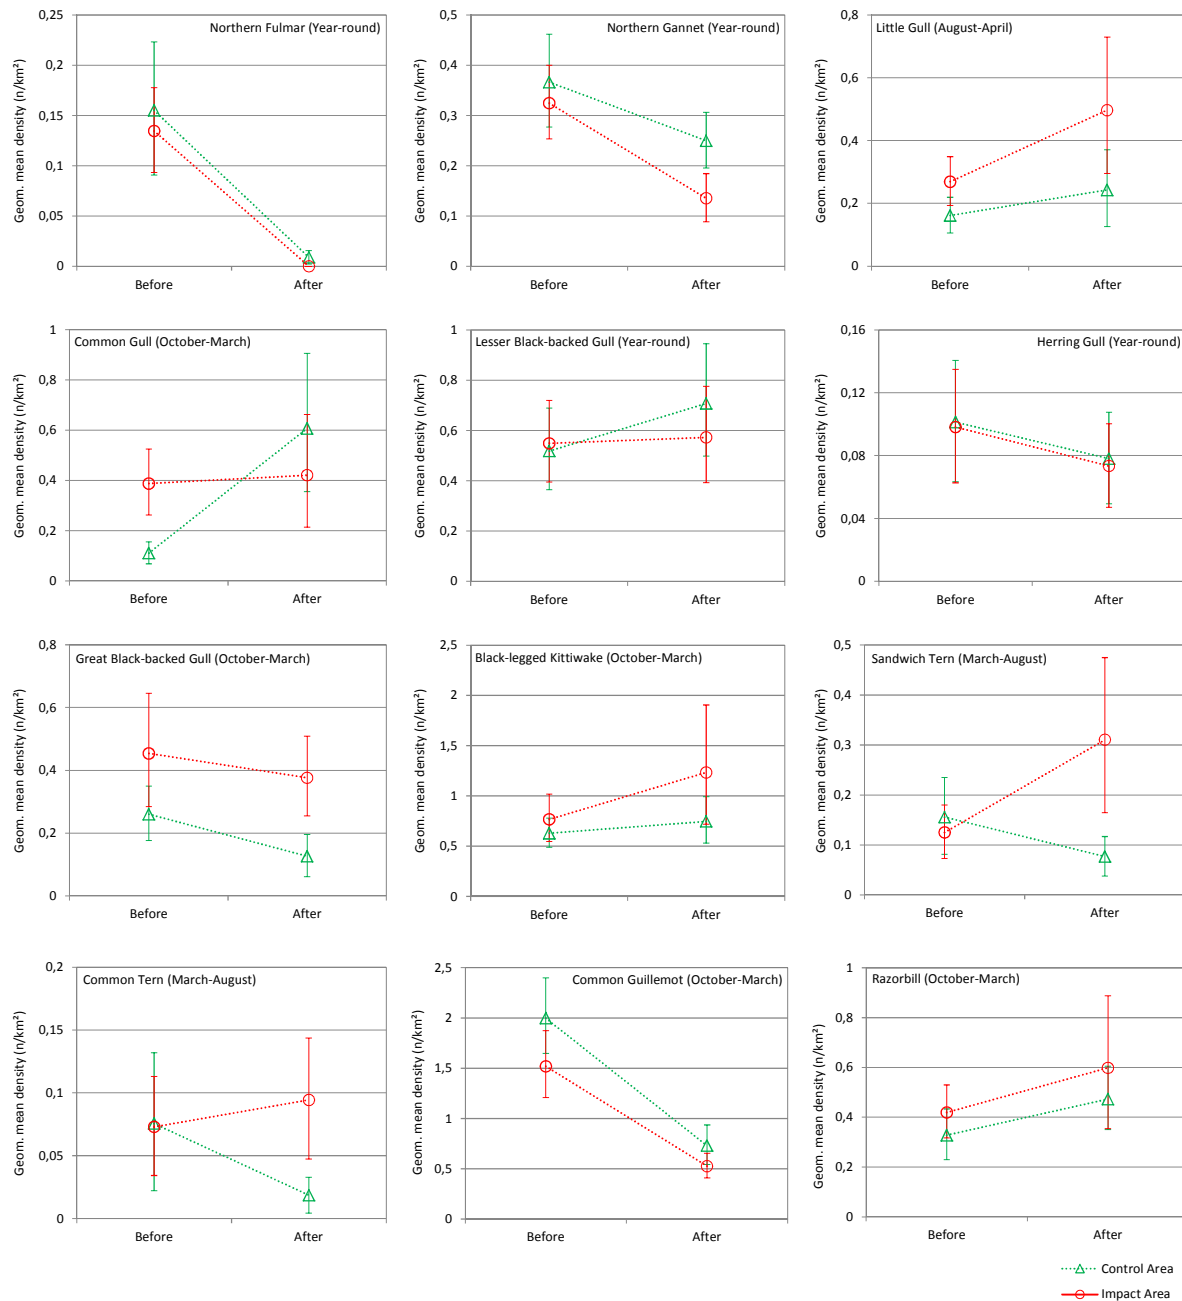 Northern Fulmar (Year-round)
Geom. mean density (n/km²)
0,25
0,2
0,15
0,1
0,05
0
Before
After
Northern Gannet (Year-round)
Geom. mean density (n/km²)
0,5
0,4
0,3
0,2
0,1
0
Before
After
Little Gull (August-April)
Geom. mean density (n/km²)
0,8
0,6
0,4
0,2
0
Before
After
Common Gull (October-March)
Geom. mean density (n/km²)
1
0,8
0,6
0,4
0,2
0
Before
After
Lesser Black-backed Gull (Year-round)
Geom. mean density (n/km²)
1
0,8
0,6
0,4
0,2
0
Before
After
Herring Gull (Year-round)
Geom. mean density (n/km²)
0,16
0,12
0,08
0,04
0
Before
After
Great Black-backed Gull (October-March)
Geom. mean density (n/km²)
0,8
0,6
0,4
0,2
0
Before
After
Black-legged Kittiwake (October-March)
Geom. mean density (n/km²)
2,5
2
1,5
1
0,5
0
Before
After
Sandwich Tern (March-August)
Geom. mean density (n/km²)
0,5
0,4
0,3
0,2
0,1
0
Before
After
Common Tern (March-August)
Geom. mean density (n/km²)
0,2
0,15
0,1
0,05
0
Before
After
Common Guillemot (October-March)
Geom. mean density (n/km²)
2,5
2
1,5
1
0,5
0
Before
After
Razorbill (October-March)
Geom. mean density (n/km²)
1
0,8
0,6
0,4
0,2
0
Before
After
Control Area
Impact Area